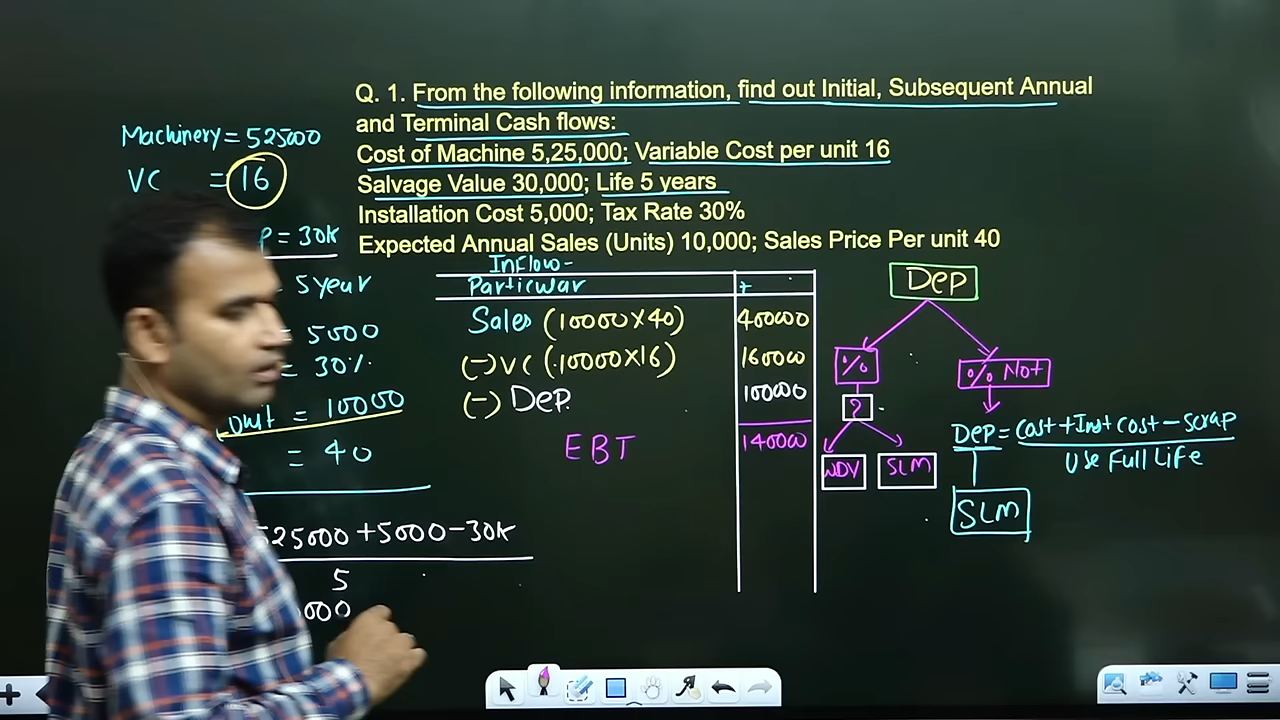 Q. 1. From the following information, find out Initial, Subsequent Annual
and Terminal Cash flows:
Cost of Machine 5,25,000; Variable Cost per unit 16
Salvage Value 30,000; Life 5 years
Installation Cost 5,000; Tax Rate 30%
Expected Annual Sales (Units) 10,000; Sales Price Per unit 40
Machinery = 525000
VC = 16
P = 30K
= 5 year
= 5000
= 30%
Unit = 10000
= 40
525000 + 5000 - 30K
5
000
Inflow-
Particular
Sales (10000 X 40) 400000
(-) VC (10000 X 16) 160000
(-) Dep. 100000
EBT 140000
Dep
% % Not
?
WDV SLM
Dep = Cost + Inst Cost - Scrap
Use Full Life
SLM